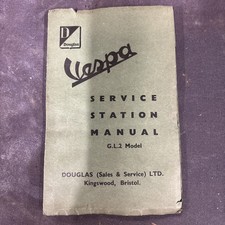 D
Douglas
Vespa
SERVICE
STATION
MANUAL
G.L.2 Model
DOUGLAS (Sales & Service) LTD.
Kingswood, Bristol.